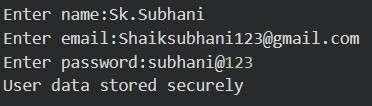 Enter name:Sk.Subhani
Enter email:Shaiksubhani123@gmail.com
Enter password:subhani@123
User data stored securely